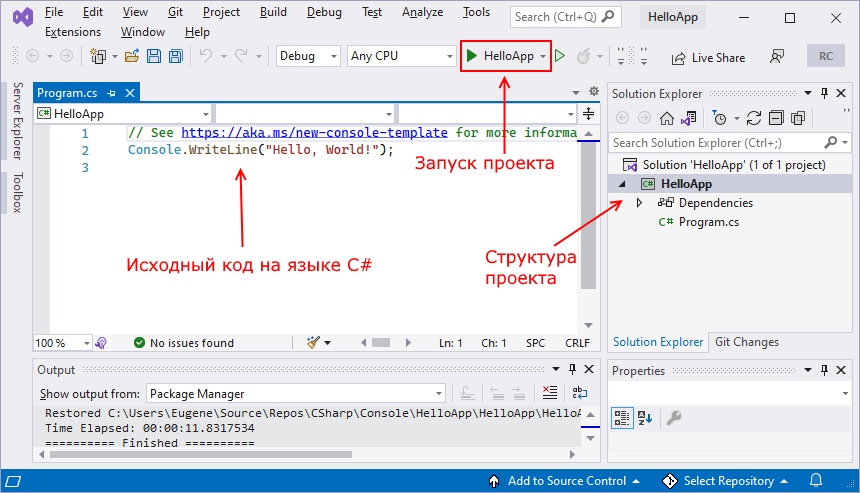 File Edit View Git Project Build Debug Test Analyze Tools Search (Ctrl+Q) HelloApp
Extensions Window Help
Debug Any CPU HelloApp Live Share RC
Server Explorer
Toolbox
Program.cs
C# HelloApp
1 // See https://aka.ms/new-console-template for more informa
2 Console.WriteLine("Hello, World!");
3
Запуск проекта
Исходный код на языке C#
100 % No issues found Ln: 1 Ch: 1 SPC CRLF
Solution Explorer
Search Solution Explorer (Ctrl+;)
Solution 'HelloApp' (1 of 1 project)
C# HelloApp
Dependencies
C# Program.cs
Структура
проекта
Solution Explorer Git Changes
Output
Show output from: Package Manager
Restored C:\Users\Eugene\Source\Repos\CSharp\Console\HelloApp\HelloApp\HelloA
Time Elapsed: 00:00:11.8317534
========== Finished ==========
Properties
Add to Source Control Select Repository